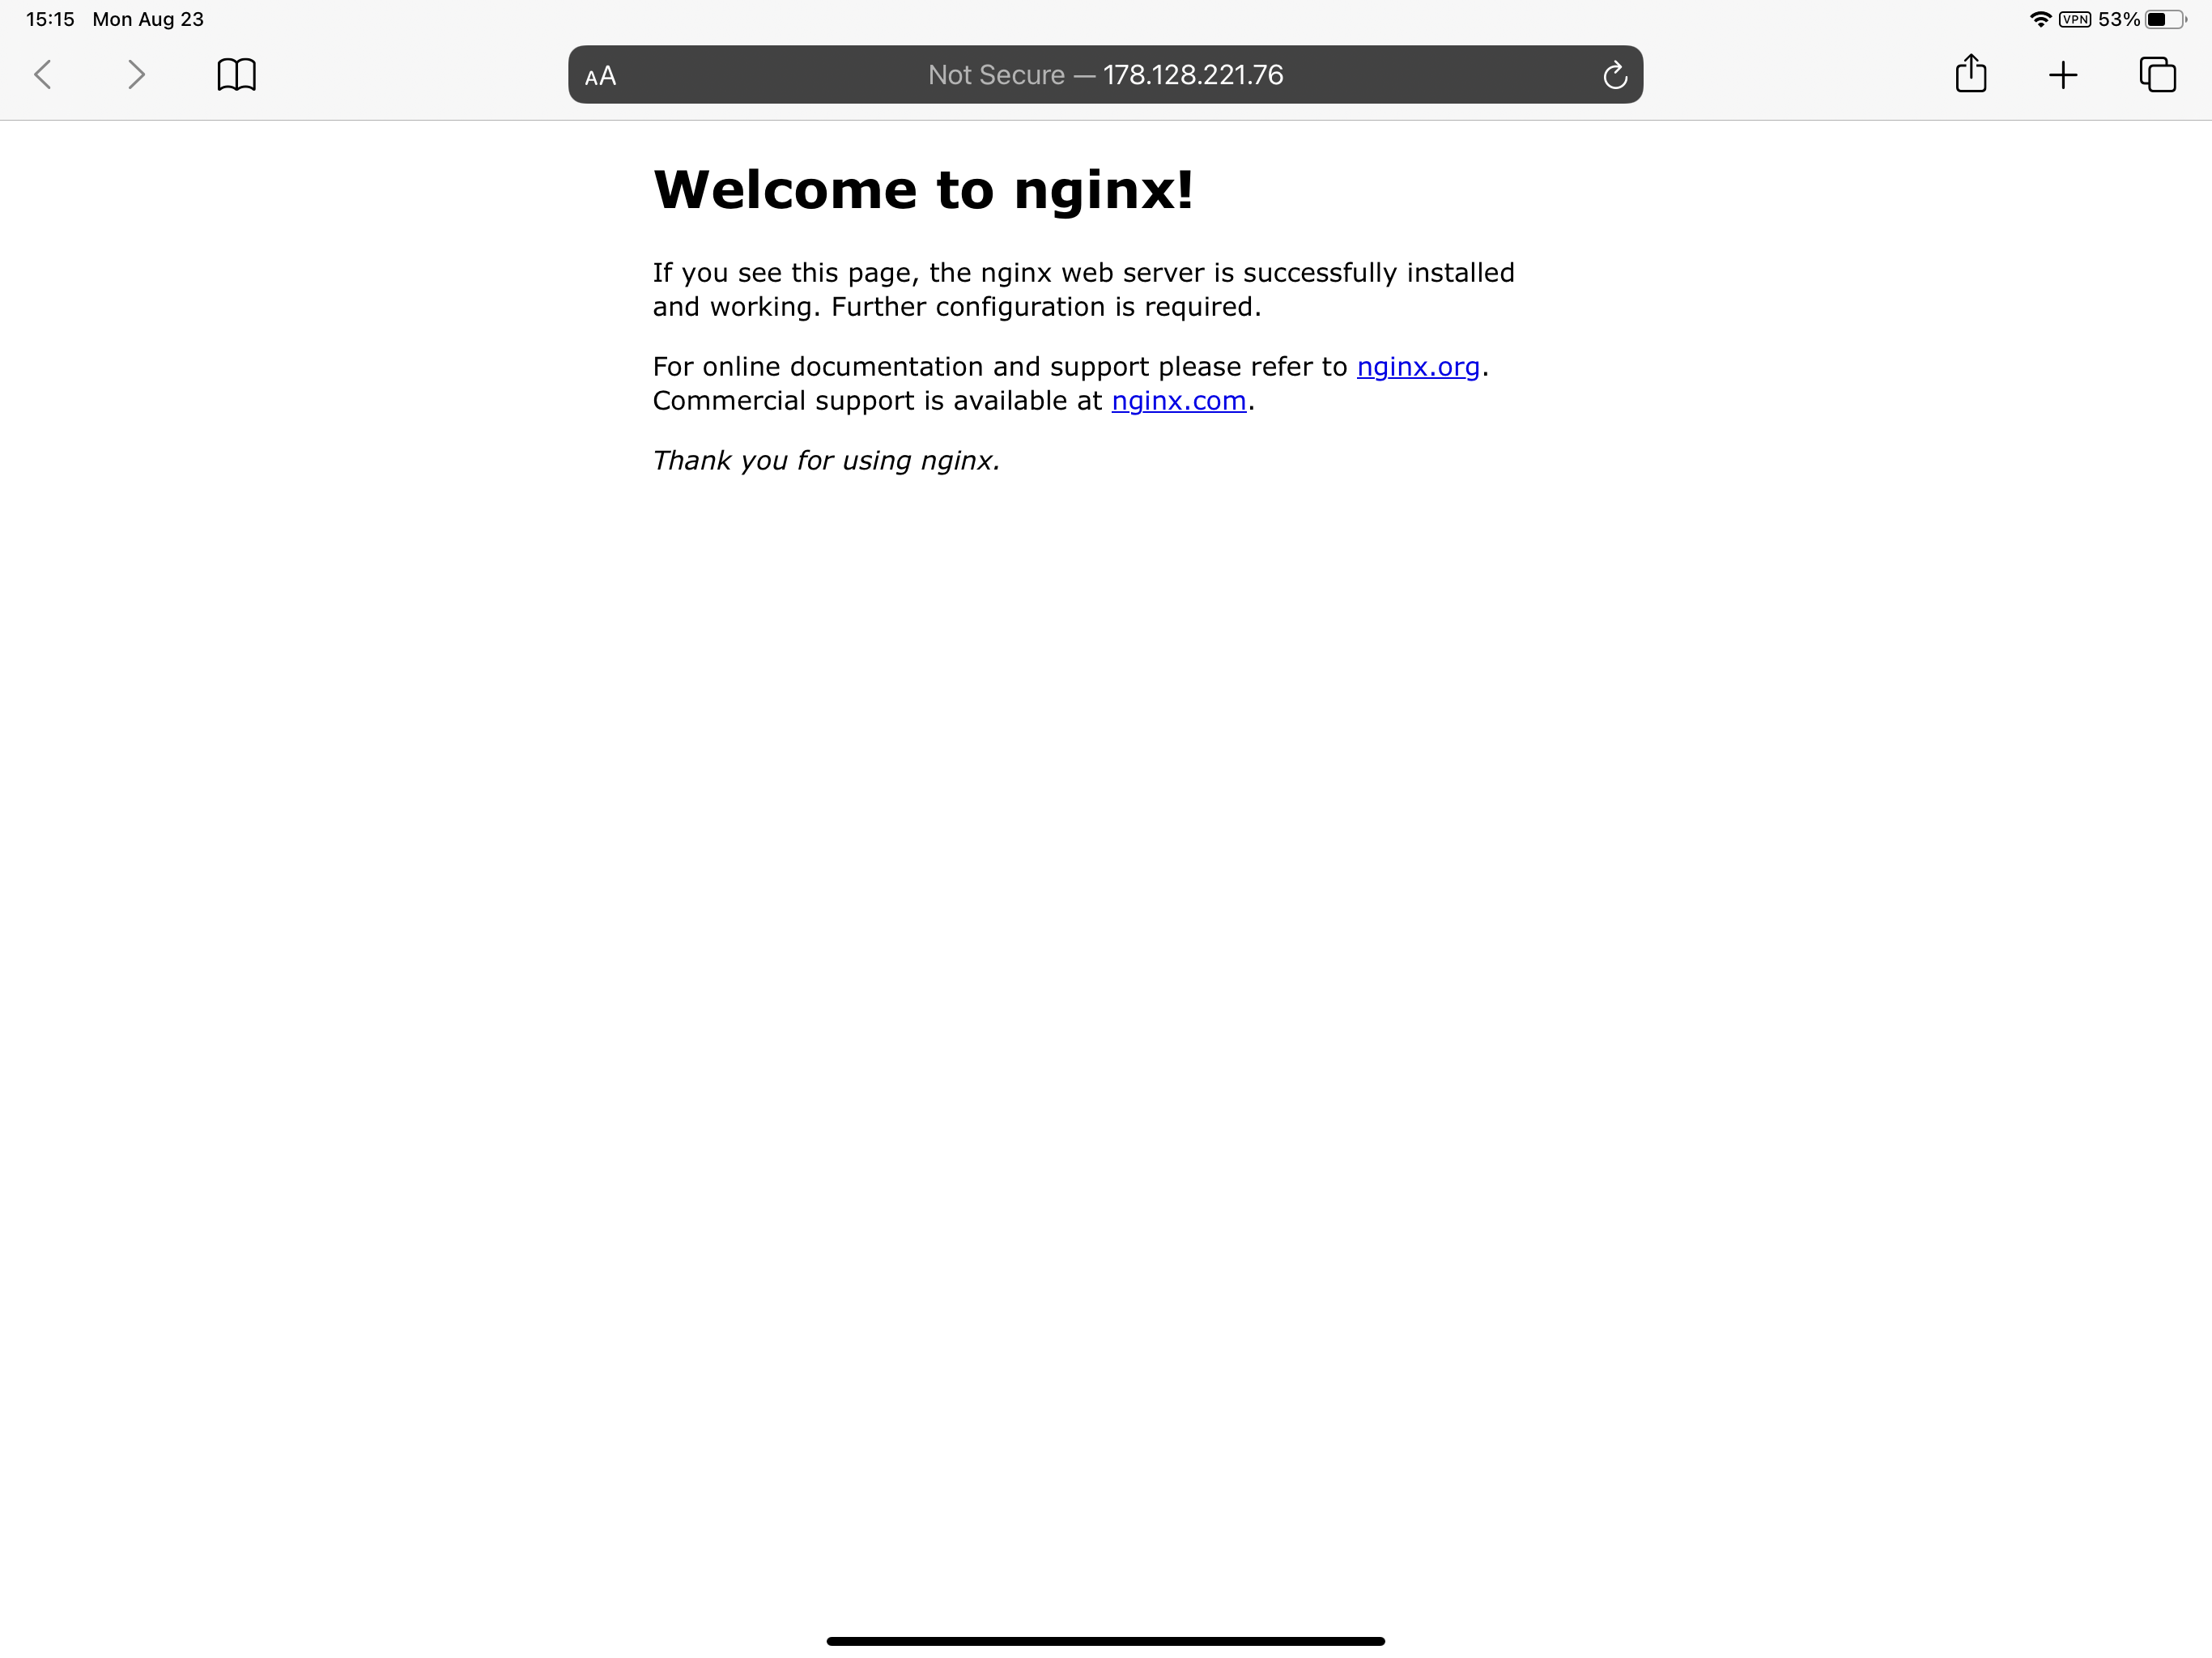 15:15 Mon Aug 23
VPN 53%
AA Not Secure — 178.128.221.76
Welcome to nginx!
If you see this page, the nginx web server is successfully installed
and working. Further configuration is required.
For online documentation and support please refer to nginx.org.
Commercial support is available at nginx.com.
Thank you for using nginx.